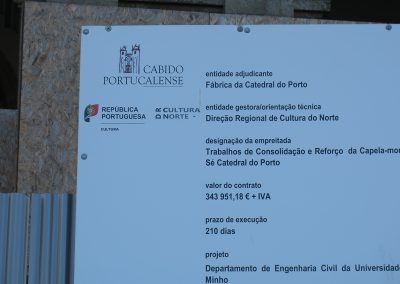 CABIDO
PORTUCALENSE
REPÚBLICA
PORTUGUESA
CULTURA
DR CULTURA
NORTE
entidade adjudicante
Fábrica da Catedral do Porto
entidade gestora/orientação técnica
Direção Regional de Cultura do Norte
designação da empreitada
Trabalhos de Consolidação e Reforço da Capela-mo
Sé Catedral do Porto
valor do contrato
343 951,18 € + IVA
prazo de execução
210 dias
projeto
Departamento de Engenharia Civil da Universidade
Minho